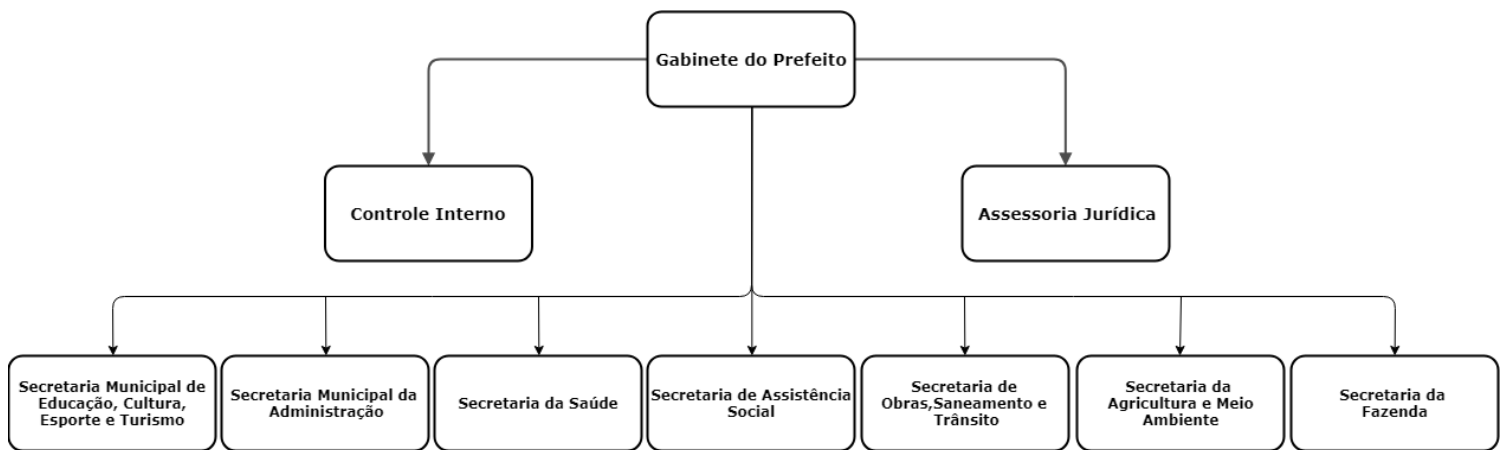 Gabinete do Prefeito
Controle Interno
Assessoria Jurídica
Secretaria Municipal de
Educação, Cultura,
Esporte e Turismo
Secretaria Municipal da
Administração
Secretaria da Saúde
Secretaria de Assistência
Social
Secretaria de
Obras,Saneamento e
Trânsito
Secretaria da
Agricultura e Meio
Ambiente
Secretaria da
Fazenda